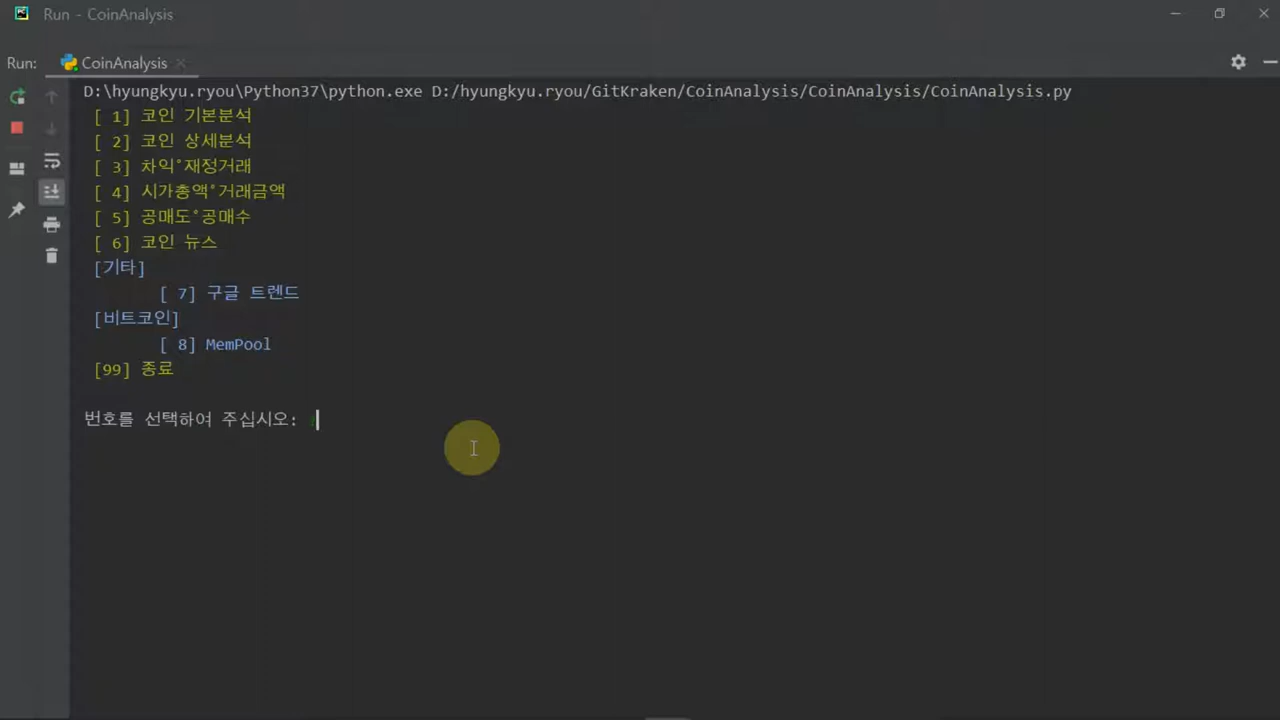 Run - CoinAnalysis
Run: CoinAnalysis
D:\hyungkyu.ryou\Python37\python.exe D:/hyungkyu.ryou/GitKraken/CoinAnalysis/CoinAnalysis/CoinAnalysis.py
[ 1] 코인 기본분석
[ 2] 코인 상세분석
[ 3] 차익°재정거래
[ 4] 시가총액°거래금액
[ 5] 공매도°공매수
[ 6] 코인 뉴스
[기타]
[ 7] 구글 트렌드
[비트코인]
[ 8] MemPool
[99] 종료
번호를 선택하여 주십시오: